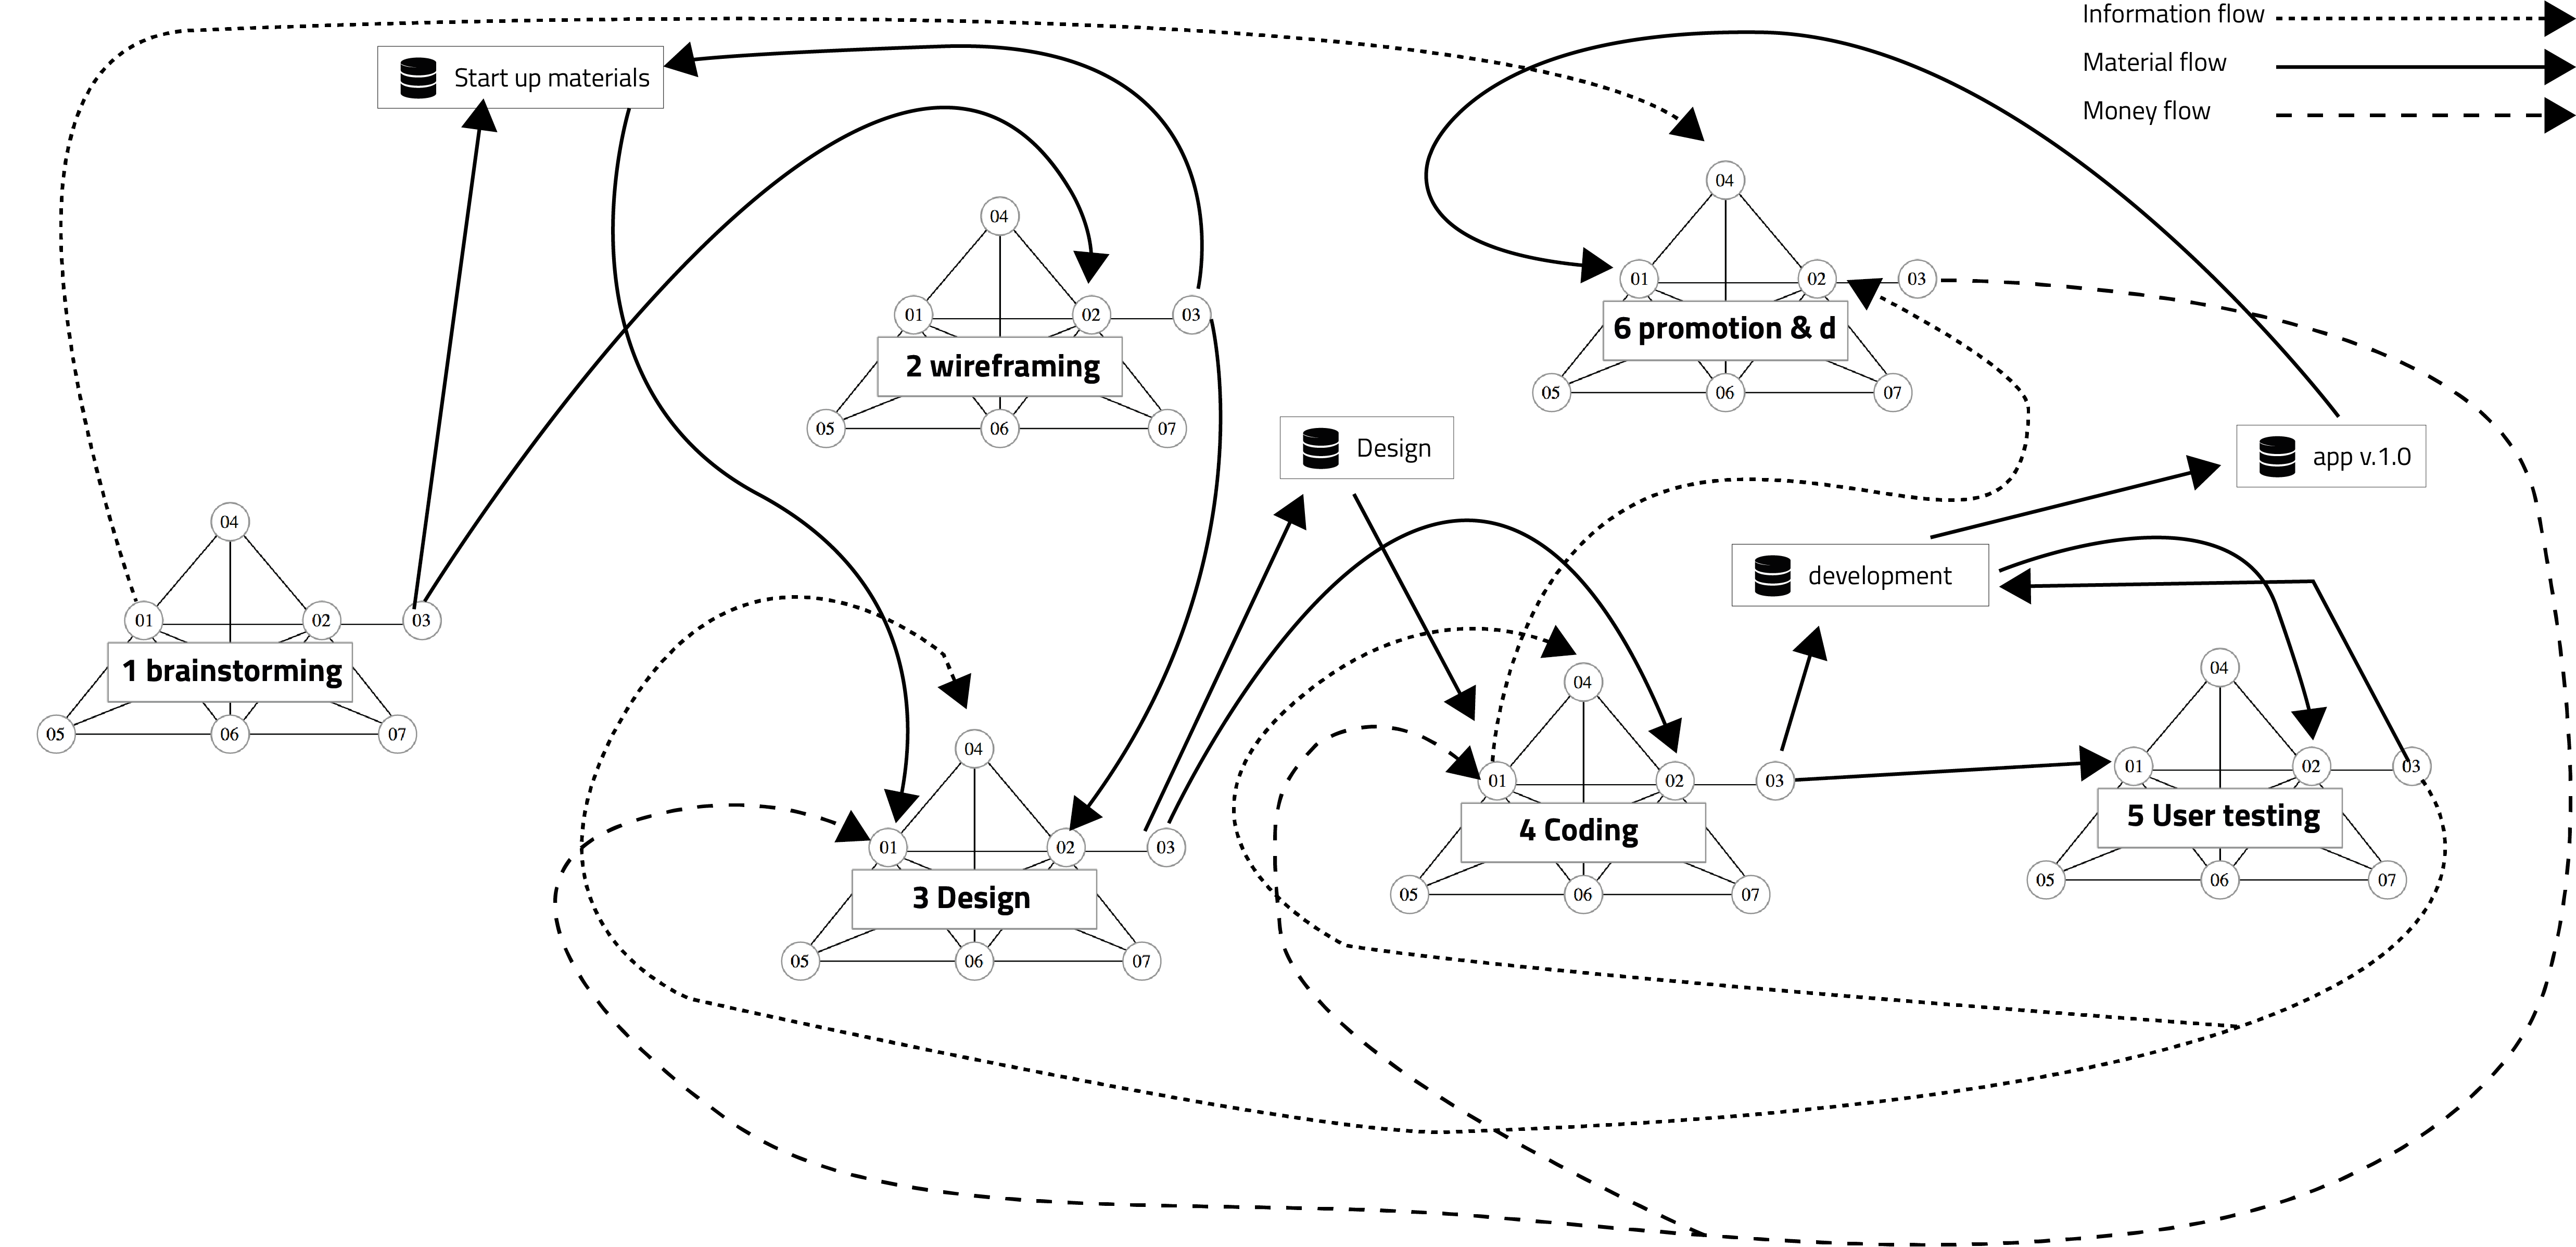 Information flow
Material flow
Money flow
Start up materials
04
01 02 03
6 promotion & d
05 06 07
04
01 02 03
2 wireframing
05 06 07
Design
app v.1.0
04
01 02 03
1 brainstorming
05 06 07
development
04
01 02 03
3 Design
05 06 07
04
01 02 03
4 Coding
05 06 07
04
01 02 03
5 User testing
05 06 07